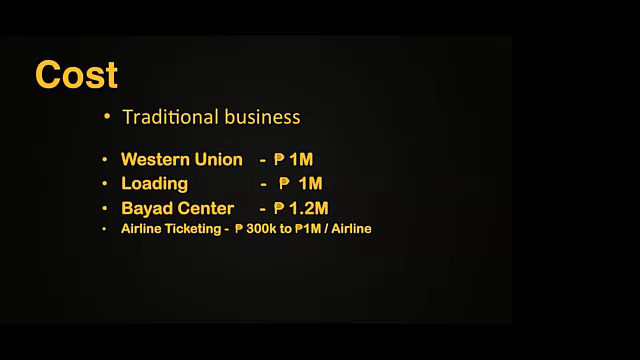 Cost
• Traditional business
• Western Union - ₱ 1M
• Loading - ₱ 1M
• Bayad Center - ₱ 1.2M
• Airline Ticketing - ₱ 300k to ₱1M / Airline